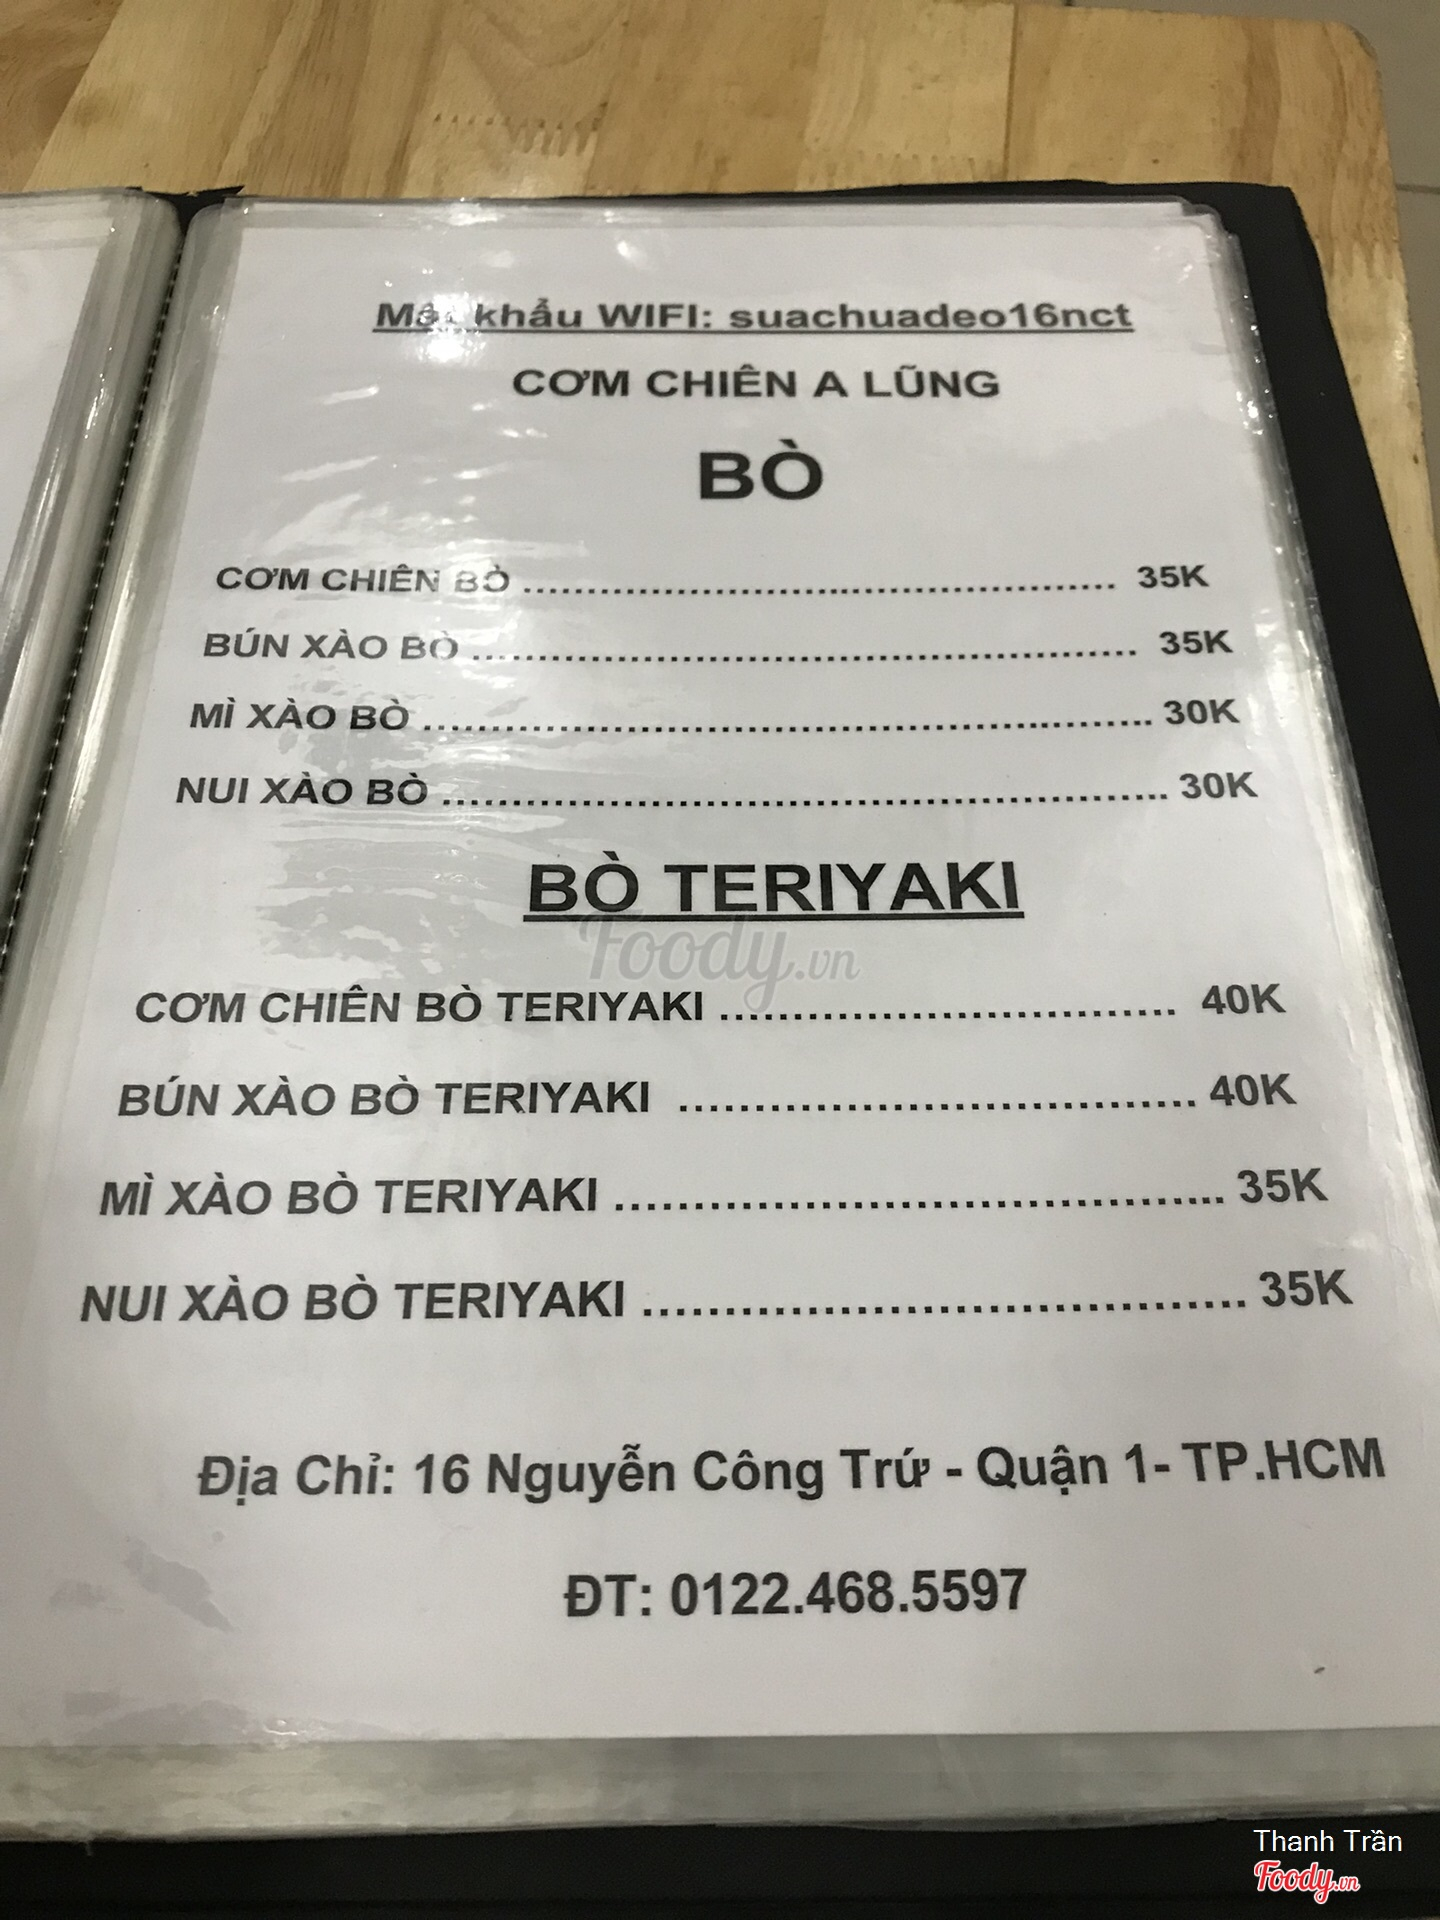 Mật khẩu WIFI: suachuadeo16nct
CƠM CHIÊN A LŨNG
BÒ
CƠM CHIÊN BÒ ........................................................ 35K
BÚN XÀO BÒ ........................................................ 35K
MÌ XÀO BÒ ........................................................ 30K
NUI XÀO BÒ ........................................................ 30K
BÒ TERIYAKI
Foody.vn
CƠM CHIÊN BÒ TERIYAKI ................................ 40K
BÚN XÀO BÒ TERIYAKI .................................. 40K
MÌ XÀO BÒ TERIYAKI ....................................... 35K
NUI XÀO BÒ TERIYAKI ..................................... 35K
Địa Chỉ: 16 Nguyễn Công Trứ - Quận 1- TP.HCM
ĐT: 0122.468.5597
Thanh Trần
Foody.vn